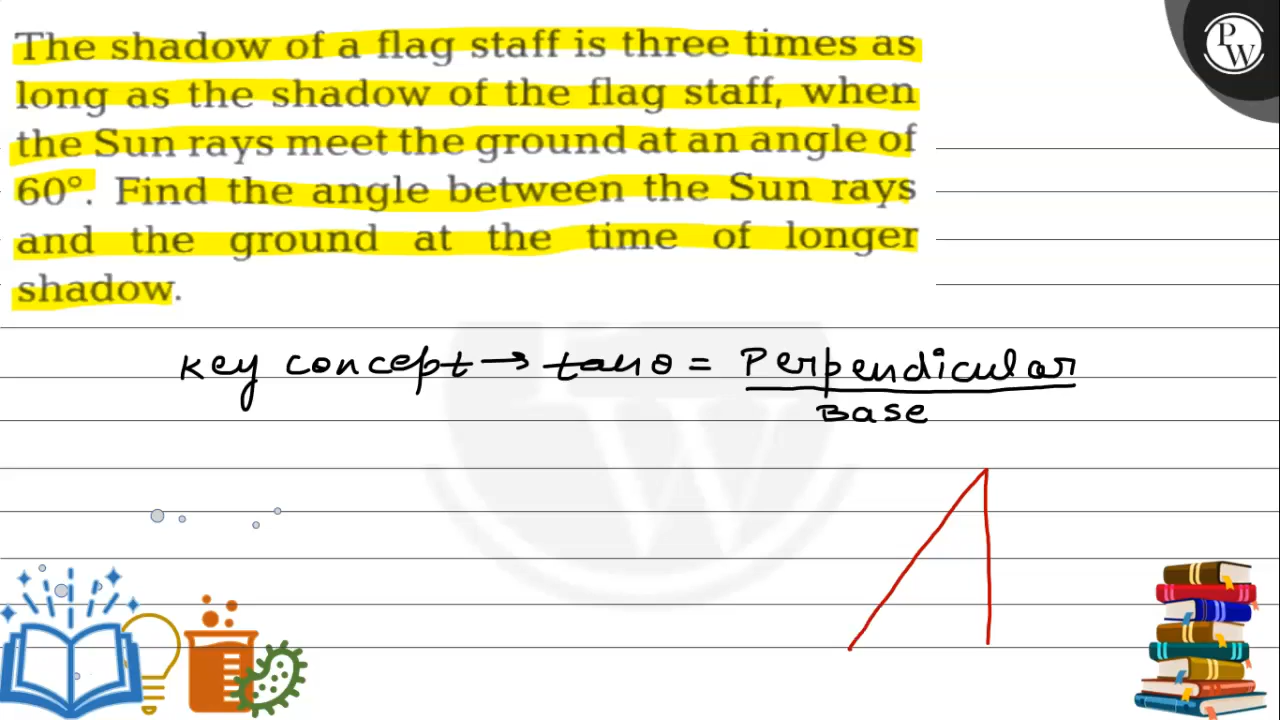 The shadow of a flag staff is three times as
long as the shadow of the flag staff, when
the Sun rays meet the ground at an angle of
60°. Find the angle between the Sun rays
and the ground at the time of longer
shadow.
P
W
Key concept → tanθ = Perpendicular
Base